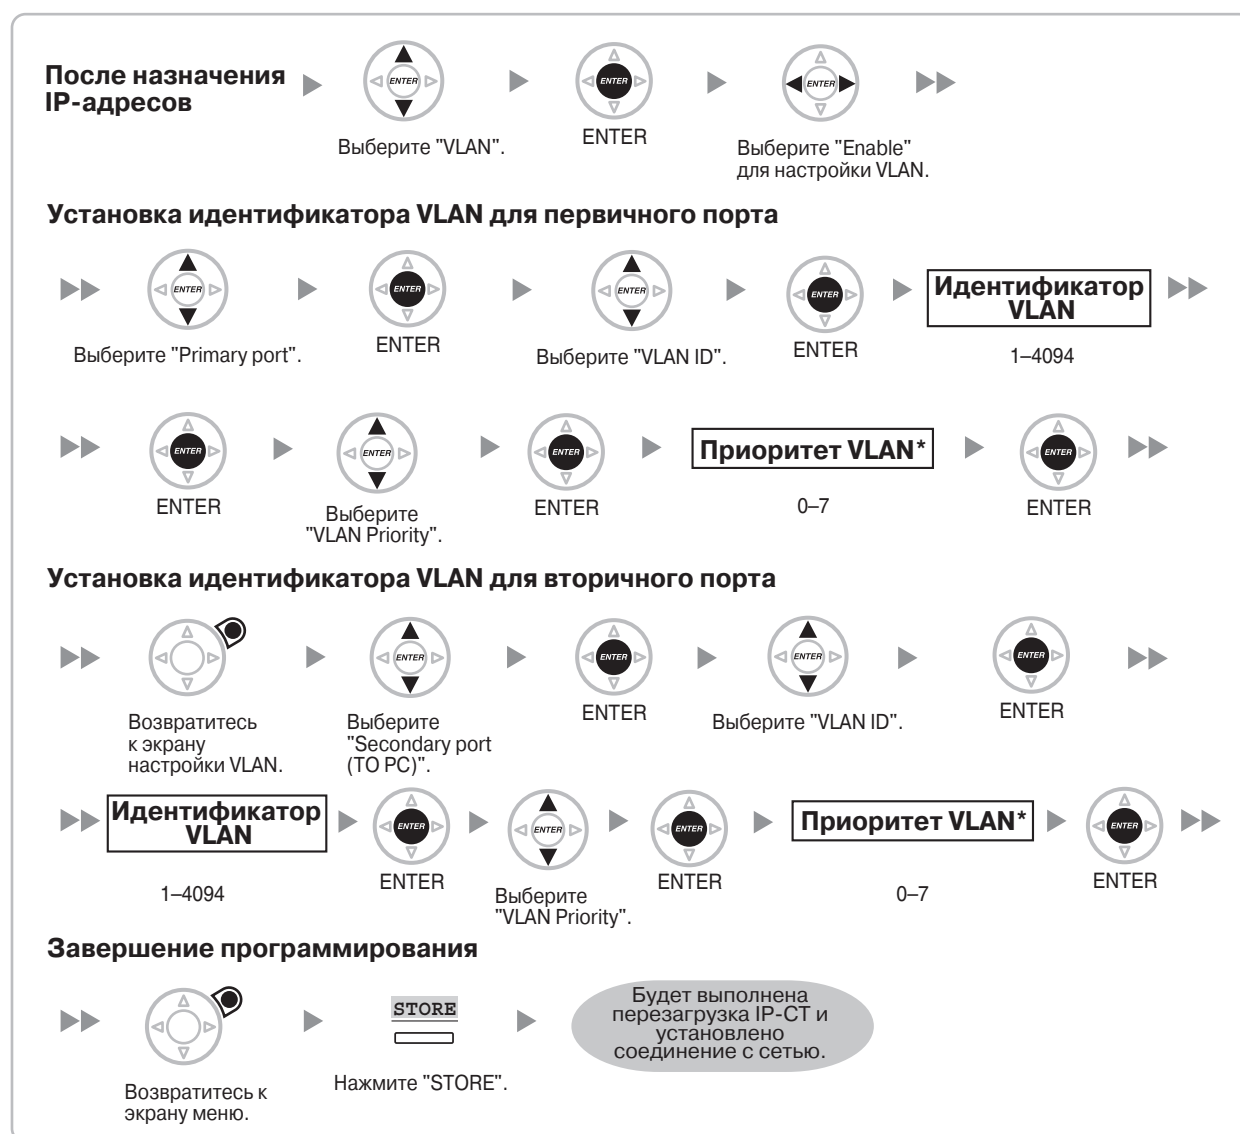 После назначения
IP-адресов
ENTER
ENTER
ENTER
Выберите "VLAN".
ENTER
Выберите "Enable"
для настройки VLAN.
Установка идентификатора VLAN для первичного порта
ENTER
ENTER
ENTER
ENTER
Идентификатор
VLAN
Выберите "Primary port".
ENTER
Выберите "VLAN ID".
ENTER
1–4094
ENTER
ENTER
ENTER
Приоритет VLAN*
ENTER
ENTER
Выберите
"VLAN Priority".
ENTER
0–7
ENTER
Установка идентификатора VLAN для вторичного порта
ENTER
ENTER
ENTER
ENTER
Возвратитесь
к экрану
настройки VLAN.
Выберите
"Secondary port
(TO PC)".
ENTER
Выберите "VLAN ID".
ENTER
Идентификатор
VLAN
ENTER
ENTER
ENTER
Приоритет VLAN*
ENTER
1–4094
ENTER
Выберите
"VLAN Priority".
ENTER
0–7
ENTER
Завершение программирования
STORE
Будет выполнена
перезагрузка IP-CT и
установлено
соединение с сетью.
Возвратитесь к
экрану меню.
Нажмите "STORE".